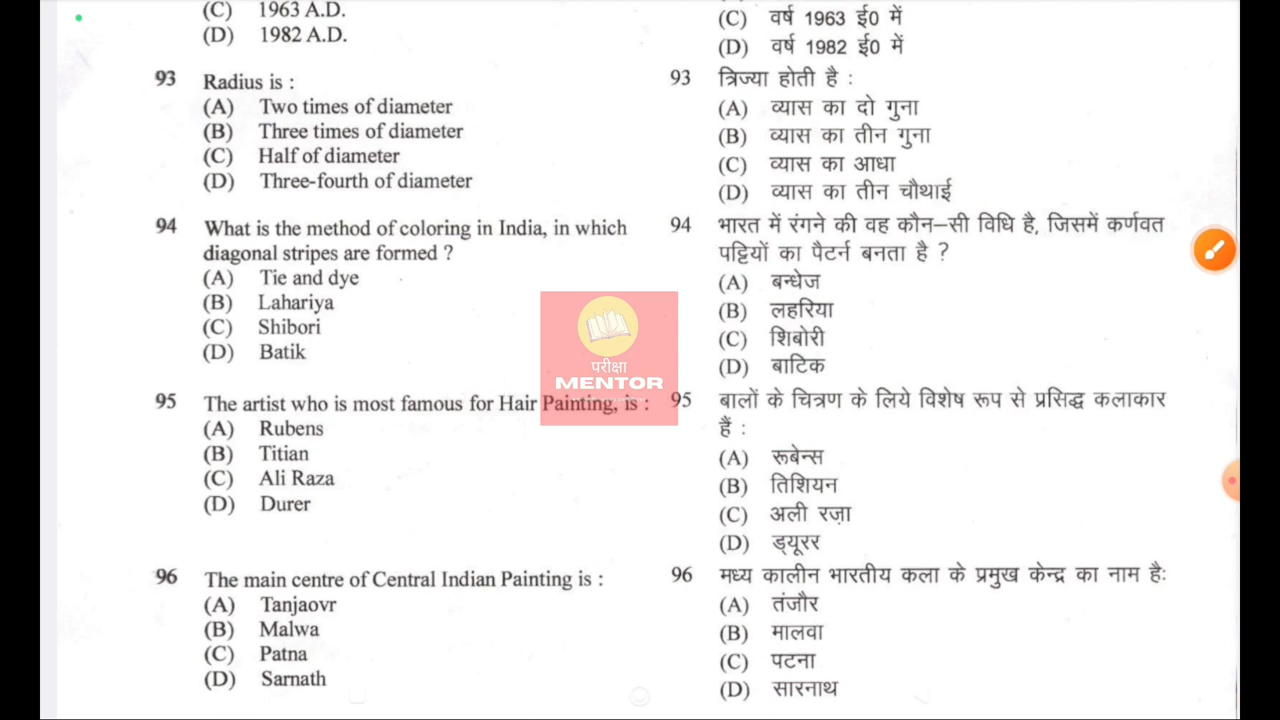 (C) 1963 A.D.
(D) 1982 A.D.
93 Radius is :
(A) Two times of diameter
(B) Three times of diameter
(C) Half of diameter
(D) Three-fourth of diameter
94 What is the method of coloring in India, in which
diagonal stripes are formed ?
(A) Tie and dye
(B) Lahariya
(C) Shibori
(D) Batik
95 The artist who is most famous for Hair Painting, is :
(A) Rubens
(B) Titian
(C) Ali Raza
(D) Durer
96 The main centre of Central Indian Painting is :
(A) Tanjaovr
(B) Malwa
(C) Patna
(D) Sarnath
(C) वर्ष 1963 ई0 में
(D) वर्ष 1982 ई0 में
93 त्रिज्या होती है :
(A) व्यास का दो गुना
(B) व्यास का तीन गुना
(C) व्यास का आधा
(D) व्यास का तीन चौथाई
94 भारत में रंगने की वह कौन–सी विधि है, जिसमें कर्णवत
पट्टियों का पैटर्न बनता है ?
(A) बन्धेज
(B) लहरिया
(C) शिबोरी
(D) बाटिक
95 बालों के चित्रण के लिये विशेष रूप से प्रसिद्ध कलाकार
हैं :
(A) रूबेन्स
(B) तिशियन
(C) अली रज़ा
(D) ड्यूरर
96 मध्य कालीन भारतीय कला के प्रमुख केन्द्र का नाम है:
(A) तंजौर
(B) मालवा
(C) पटना
(D) सारनाथ
परीक्षा
MENTOR